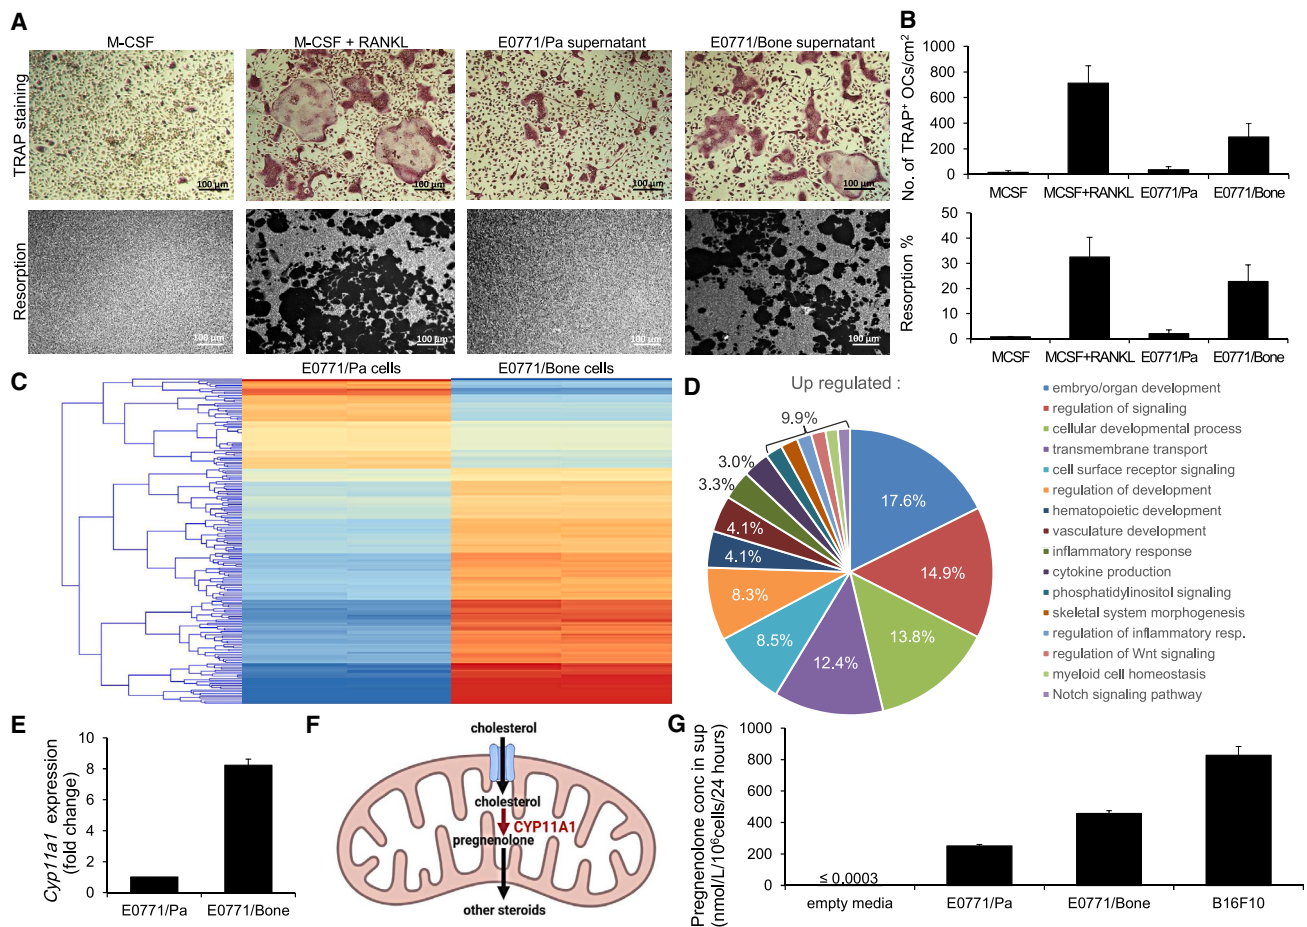 A
M-CSF
M-CSF + RANKL
E0771/Pa supernatant
E0771/Bone supernatant
TRAP staining
100 µm
100 µm
100 µm
100 µm
Resorption
100 µm
100 µm
100 µm
100 µm
B
No. of TRAP⁺ OCs/cm²
1000
800
600
400
200
0
MCSF
MCSF+RANKL
E0771/Pa
E0771/Bone
Resorption %
50
40
30
20
10
0
MCSF
MCSF+RANKL
E0771/Pa
E0771/Bone
C
E0771/Pa cells
E0771/Bone cells
D
Up regulated :
9.9%
3.0%
3.3%
4.1%
4.1%
8.3%
8.5%
12.4%
13.8%
14.9%
17.6%
embryo/organ development
regulation of signaling
cellular developmental process
transmembrane transport
cell surface receptor signaling
regulation of development
hematopoietic development
vasculature development
inflammatory response
cytokine production
phosphatidylinositol signaling
skeletal system morphogenesis
regulation of inflammatory resp.
regulation of Wnt signaling
myeloid cell homeostasis
Notch signaling pathway
E
Cyp11a1 expression
(fold change)
10
8
6
4
2
0
E0771/Pa
E0771/Bone
F
cholesterol
cholesterol
CYP11A1
pregnenolone
other steroids
G
Pregnenolone conc in sup
(nmol/L/10⁶cells/24 hours)
1000
800
600
400
200
0
≤ 0,0003
empty media
E0771/Pa
E0771/Bone
B16F10